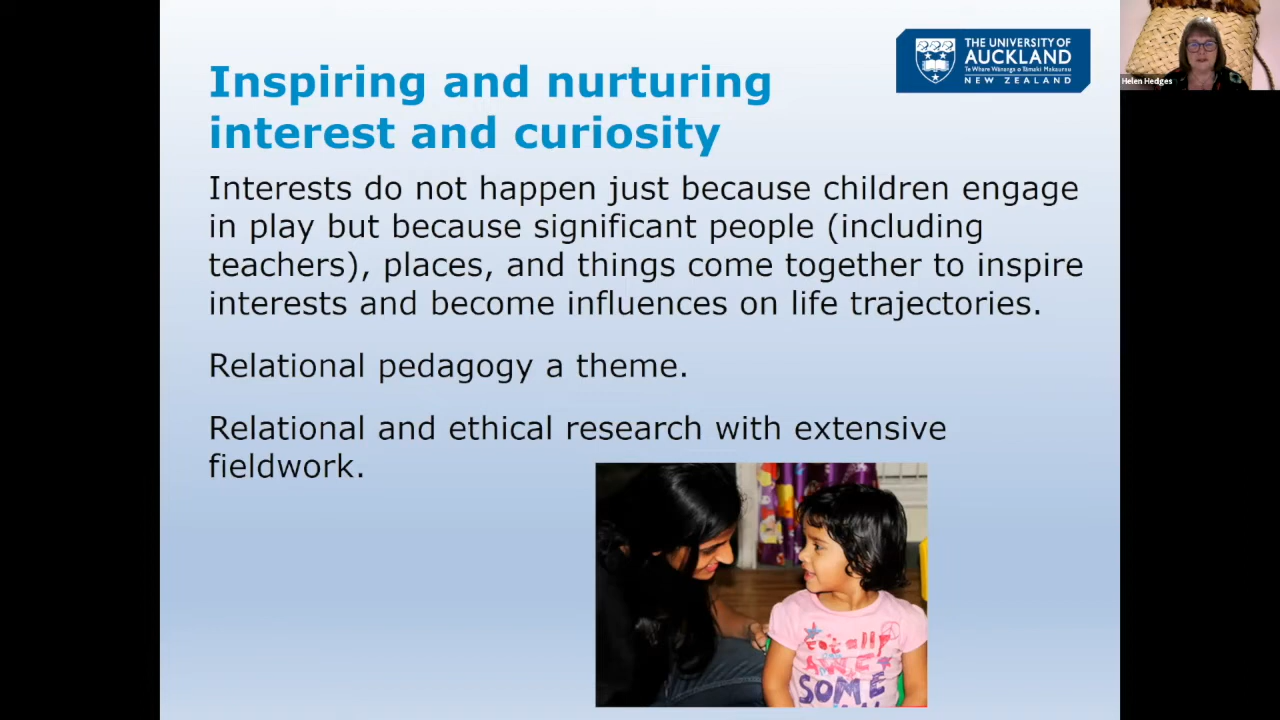 THE UNIVERSITY OF
AUCKLAND
Te Whare Wānanga o Tāmaki Makaurau
NEW ZEALAND
Helen Hedges
Inspiring and nurturing
interest and curiosity
Interests do not happen just because children engage
in play but because significant people (including
teachers), places, and things come together to inspire
interests and become influences on life trajectories.
Relational pedagogy a theme.
Relational and ethical research with extensive
fieldwork.
totally
AWE
SOME